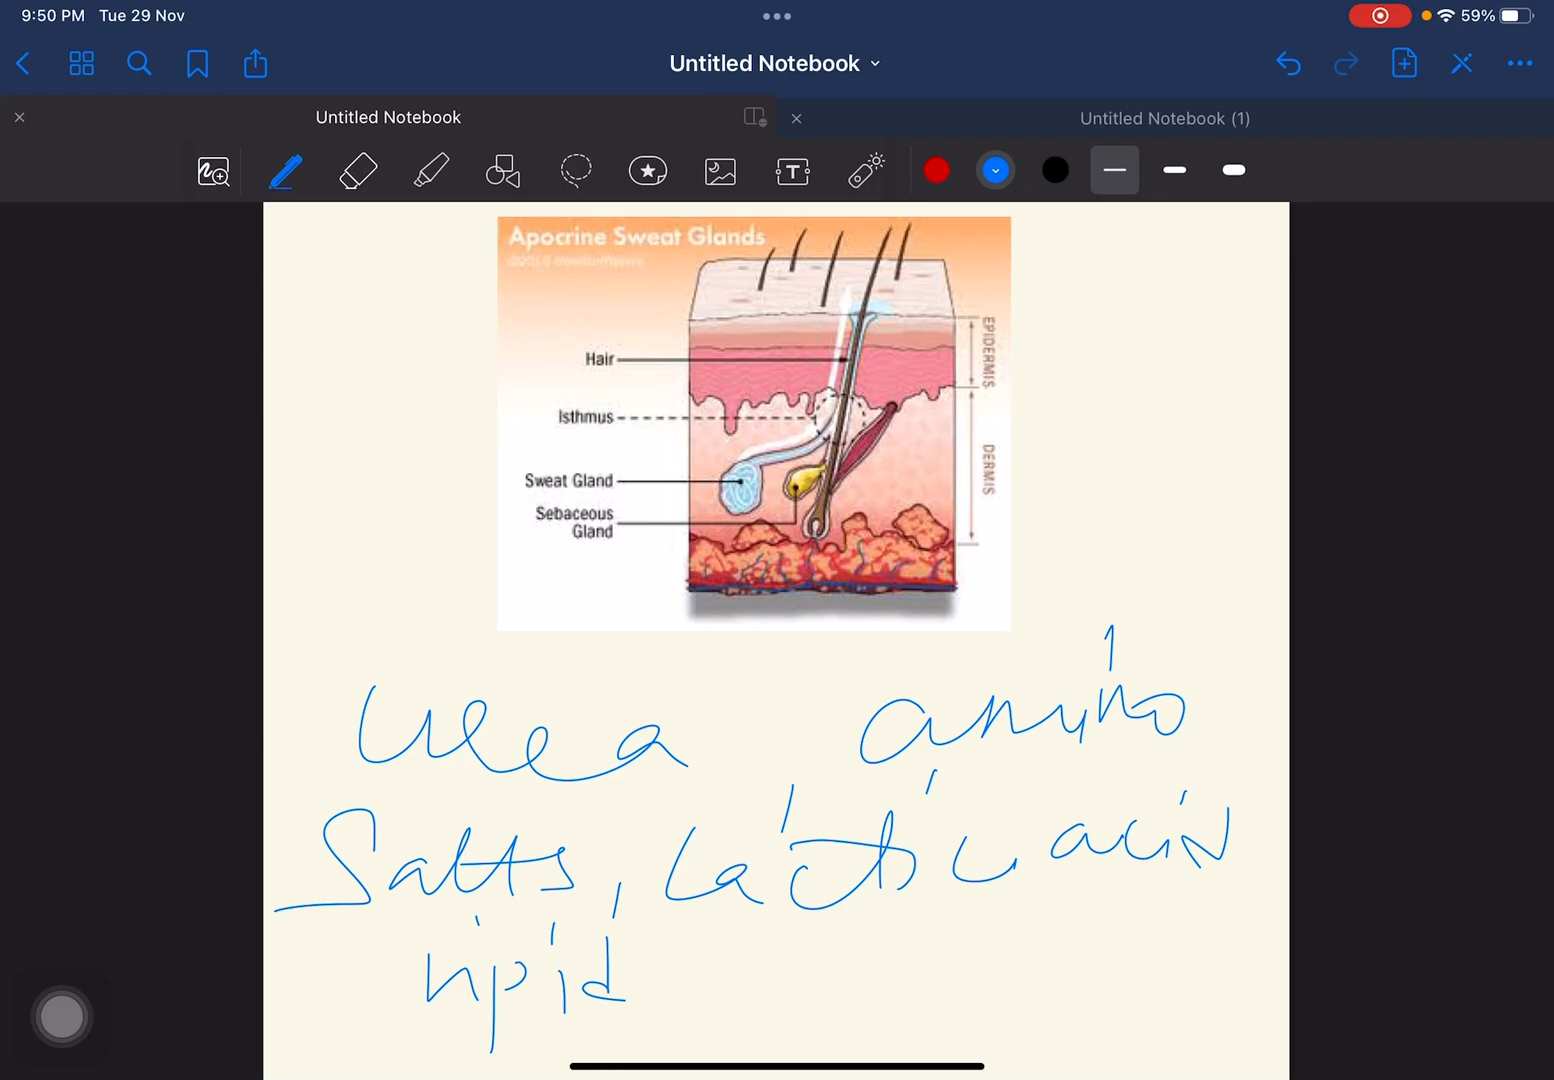 9:50 PM Tue 29 Nov
59%
Untitled Notebook
Untitled Notebook
Untitled Notebook (1)
Apocrine Sweat Glands
Hair
Isthmus
Sweat Gland
Sebaceous
Gland
EPIDERMIS
DERMIS
Urea, amino
Salts, Lactic acid
lipid